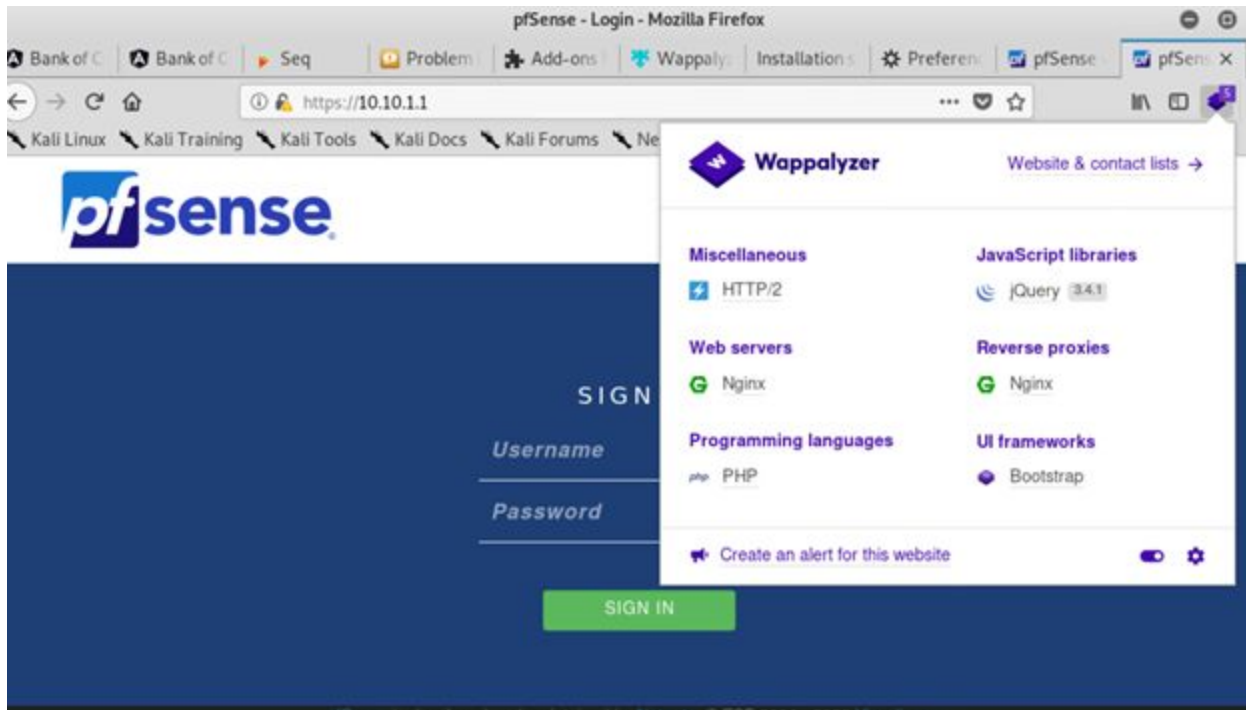 pfSense - Login - Mozilla Firefox
Bank of C Bank of C Seq Problem Add-ons Wappaly Installation s Preferen pfSense pfSens
https://10.10.1.1
Kali Linux Kali Training Kali Tools Kali Docs Kali Forums Ne
5
Wappalyzer
Website & contact lists →
pfsense
Miscellaneous
HTTP/2
JavaScript libraries
jQuery 3.4.1
Web servers
Nginx
Reverse proxies
Nginx
Programming languages
php PHP
UI frameworks
Bootstrap
Create an alert for this website
SIGN
Username
Password
SIGN IN